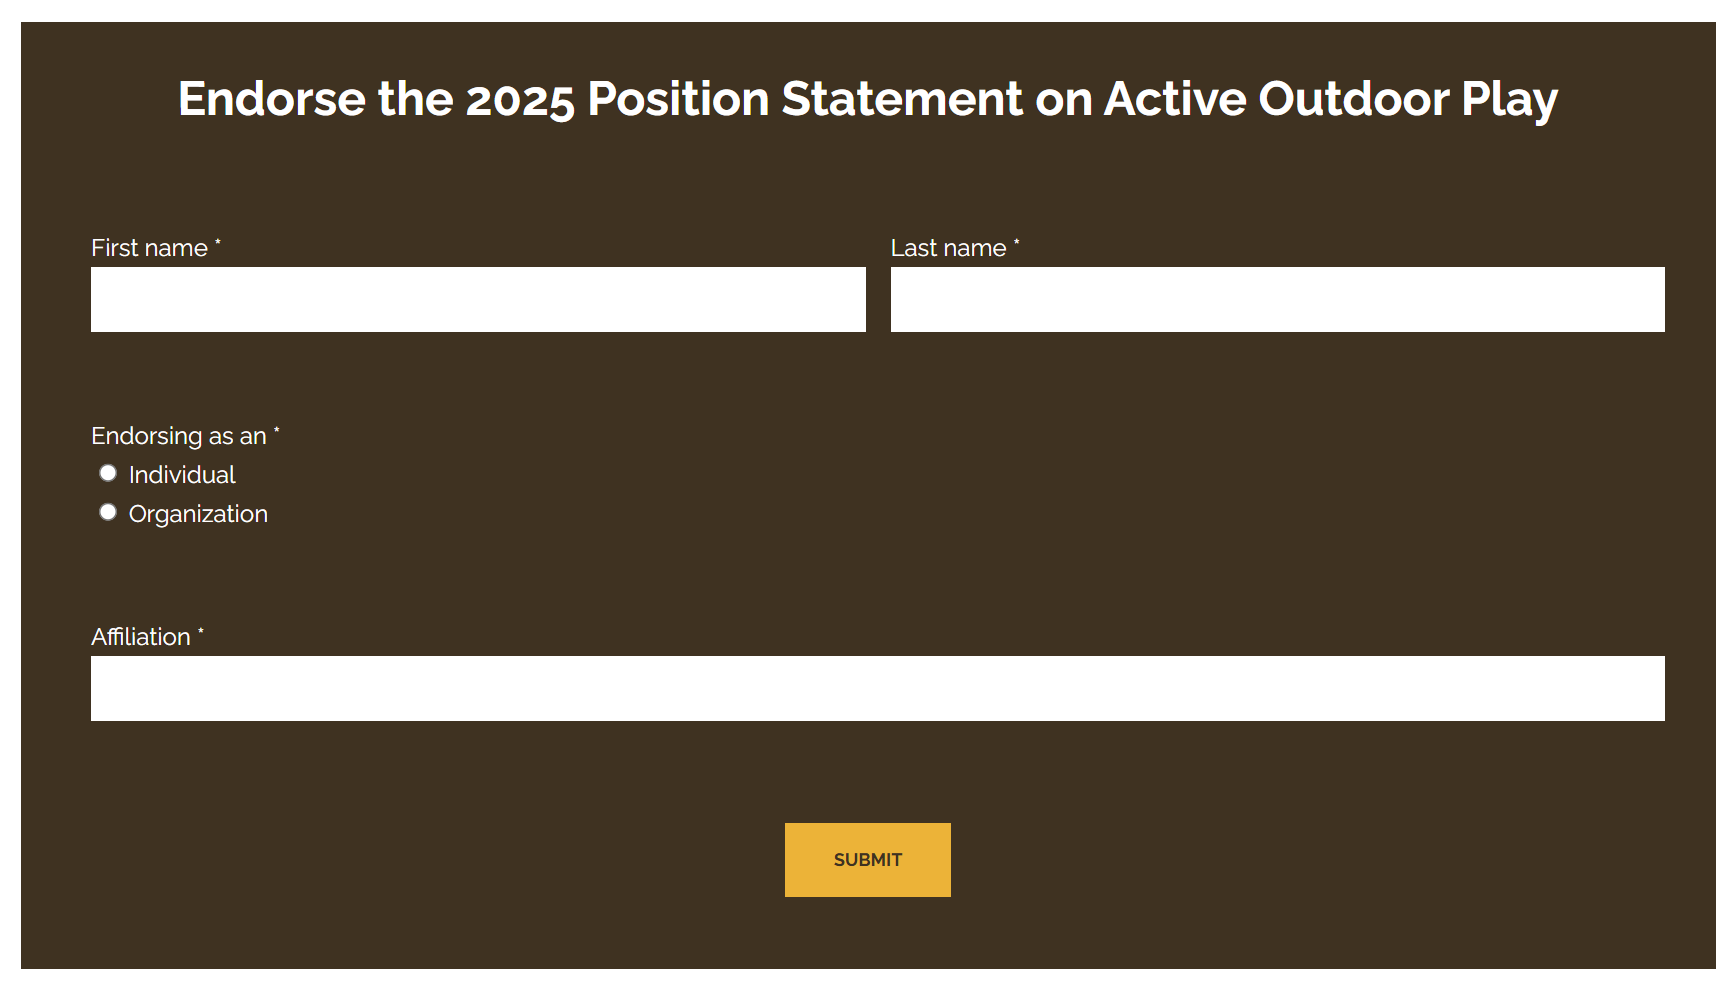 Endorse the 2025 Position Statement on Active Outdoor Play
First name *
Last name *
Endorsing as an *
Individual
Organization
Affiliation *
SUBMIT